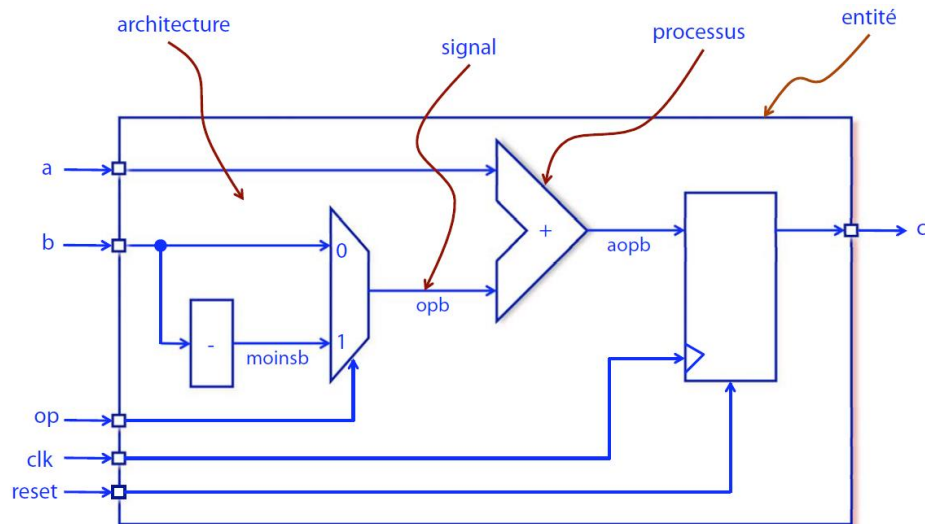 entité
architecture
processus
signal
a
b
0
+
aopb
opb
1
-
moinsb
op
clk
reset